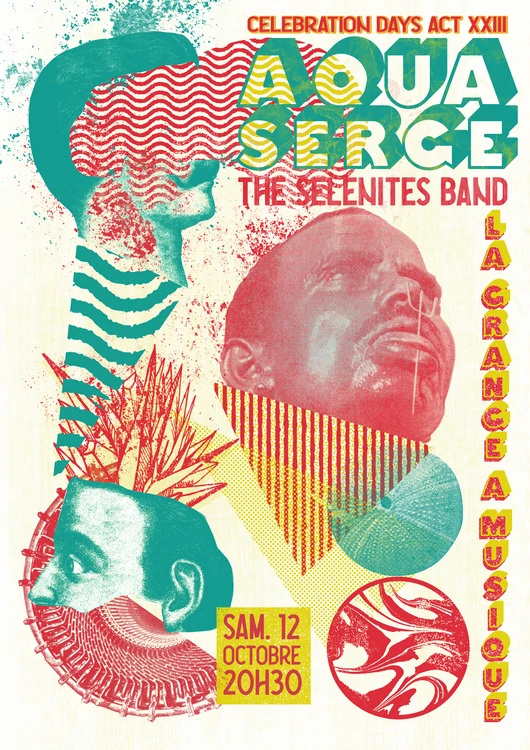 CELEBRATION DAYS ACT XXIII
AQUA
SERGE
THE SELENITES BAND
LA GRANGE A MUSIQUE
SAM. 12
OCTOBRE
20H30